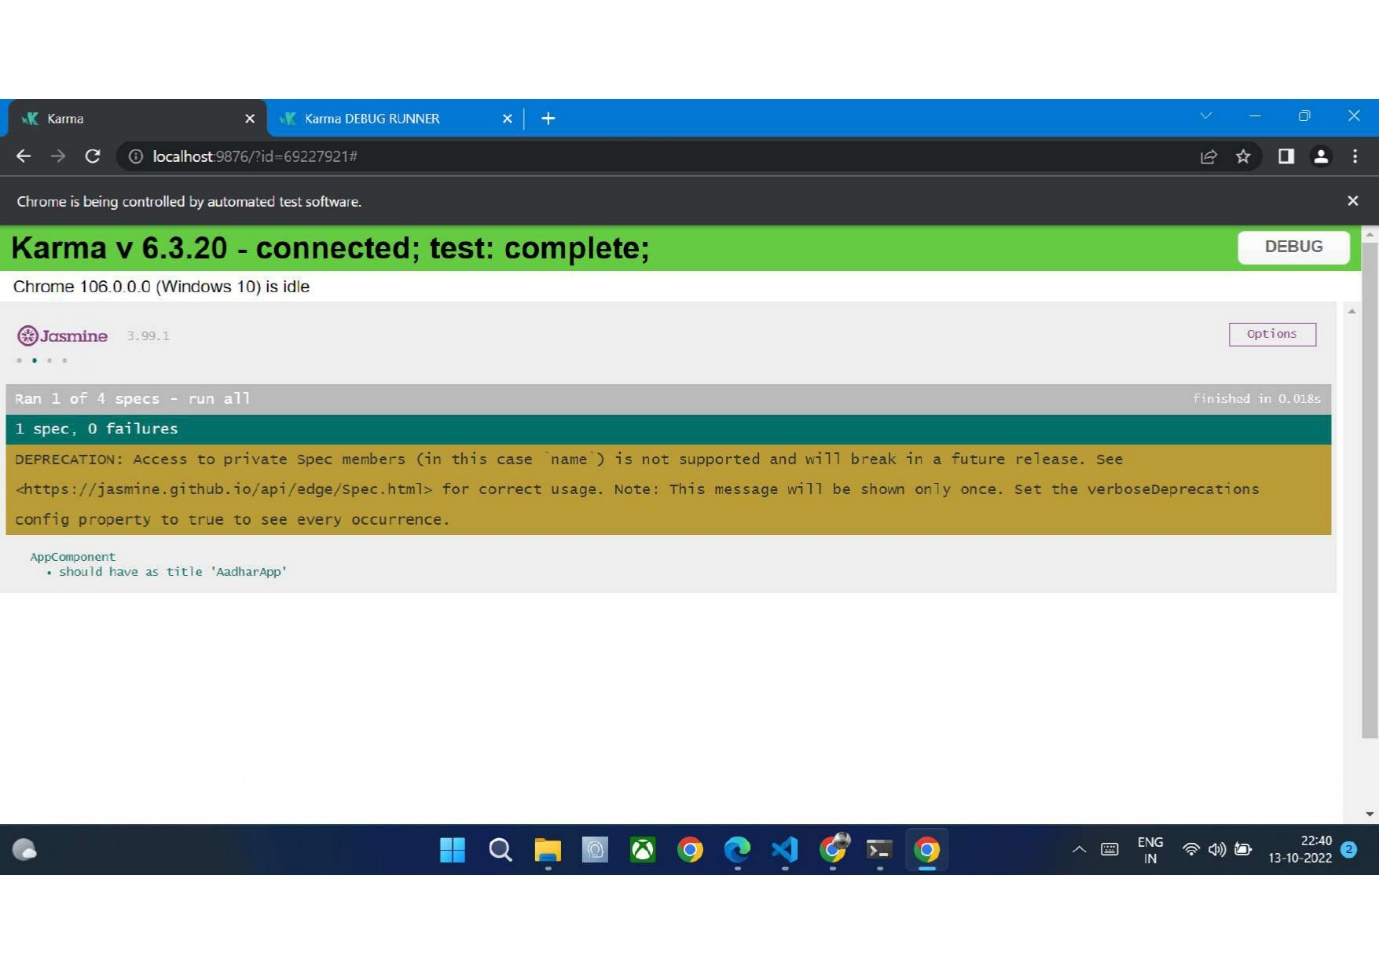 Karma
Karma DEBUG RUNNER
localhost:9876/?id=69227921#
Chrome is being controlled by automated test software.
Karma v 6.3.20 - connected; test: complete;
DEBUG
Chrome 106.0.0.0 (Windows 10) is idle
Jasmine 3.99.1
Options
Ran 1 of 4 specs - run all
finished in 0.018s
1 spec, 0 failures
DEPRECATION: Access to private Spec members (in this case `name`) is not supported and will break in a future release. See
<https://jasmine.github.io/api/edge/Spec.html> for correct usage. Note: This message will be shown only once. Set the verboseDeprecations
config property to true to see every occurrence.
AppComponent
• should have as title 'AadharApp'
ENG
IN
22:40
13-10-2022
2